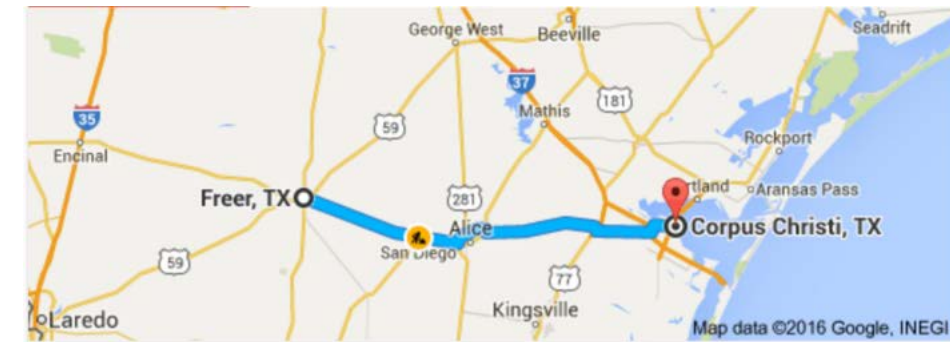 George West
Beeville
Seadrift
37
35
Mathis
181
59
Encinal
Rockport
Freer, TX
281
rtland
Aransas Pass
Alice
Corpus Christi, TX
San Diego
59
77
Kingsville
Laredo
Map data ©2016 Google, INEGI